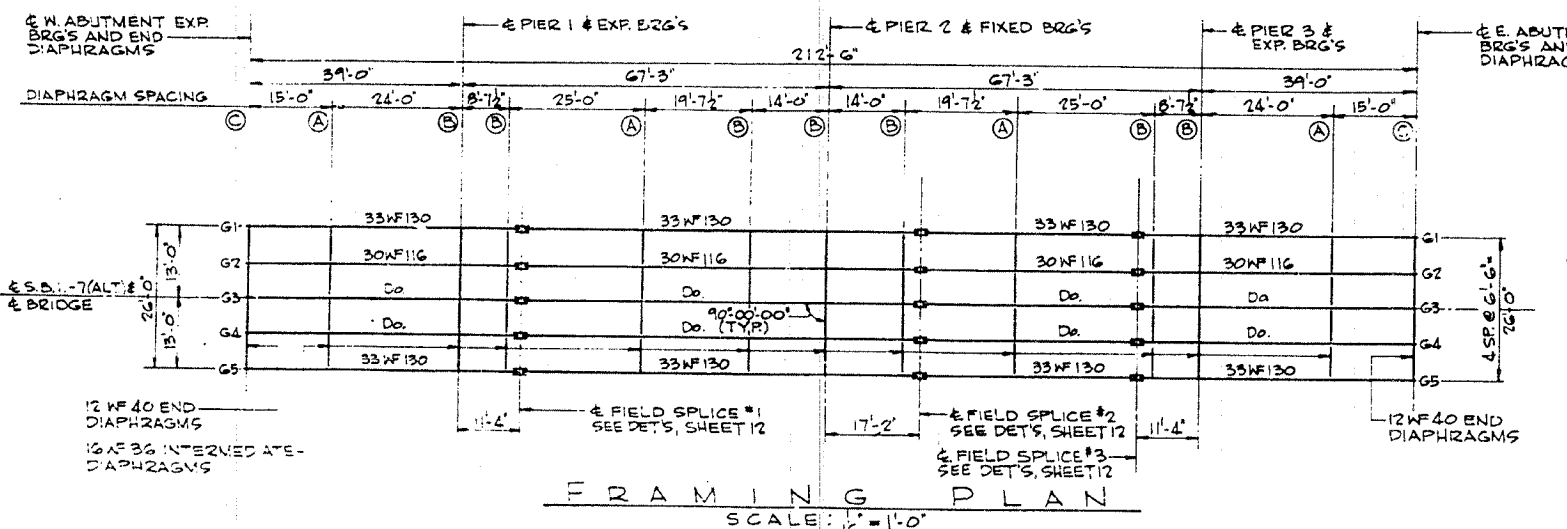 ℄ W. ABUTMENT EXP.
BRG'S AND END
DIAPHRAGMS
℄ PIER 1 & EXP. BRG'S
℄ PIER 2 & FIXED BRG'S
℄ PIER 3 &
EXP. BRG'S
℄ E. ABUT
BRG'S AN
DIAPHRAG
212'-6"
39'-0" 67'-3" 67'-3" 39'-0"
DIAPHRAGM SPACING 15'-0" 24'-0" 8'-7½" 25'-0" 19'-7½" 14'-0" 14'-0" 19'-7½" 25'-0" 8'-7½" 24'-0" 15'-0"
C A B B A B B B A B B A C
G1 33 WF 130 33 WF 130 33 WF 130 33 WF 130 G1
G2 30 WF 116 30 WF 116 30 WF 116 30 WF 116 G2
℄ S.B.I.-7(ALT) &
℄ BRIDGE
26'-0" 13'-0" 13'-0"
G3 Do. Do. Do. Do. G3
90°-00'-00"
(TYP.)
G4 Do. Do. Do. Do. G4
G5 33 WF 130 33 WF 130 33 WF 130 33 WF 130 G5
4 SP. @ 6'-6"=
26'-0"
12 WF 40 END
DIAPHRAGMS
16 WF 36 INTERMEDIATE
DIAPHRAGMS
11'-4"
℄ FIELD SPLICE #1
SEE DET'S, SHEET 12
17'-2"
℄ FIELD SPLICE #2
SEE DET'S, SHEET 12
11'-4"
℄ FIELD SPLICE #3
SEE DET'S, SHEET 12
12 WF 40 END
DIAPHRAGMS
FRAMING PLAN
SCALE: = 1'-0"